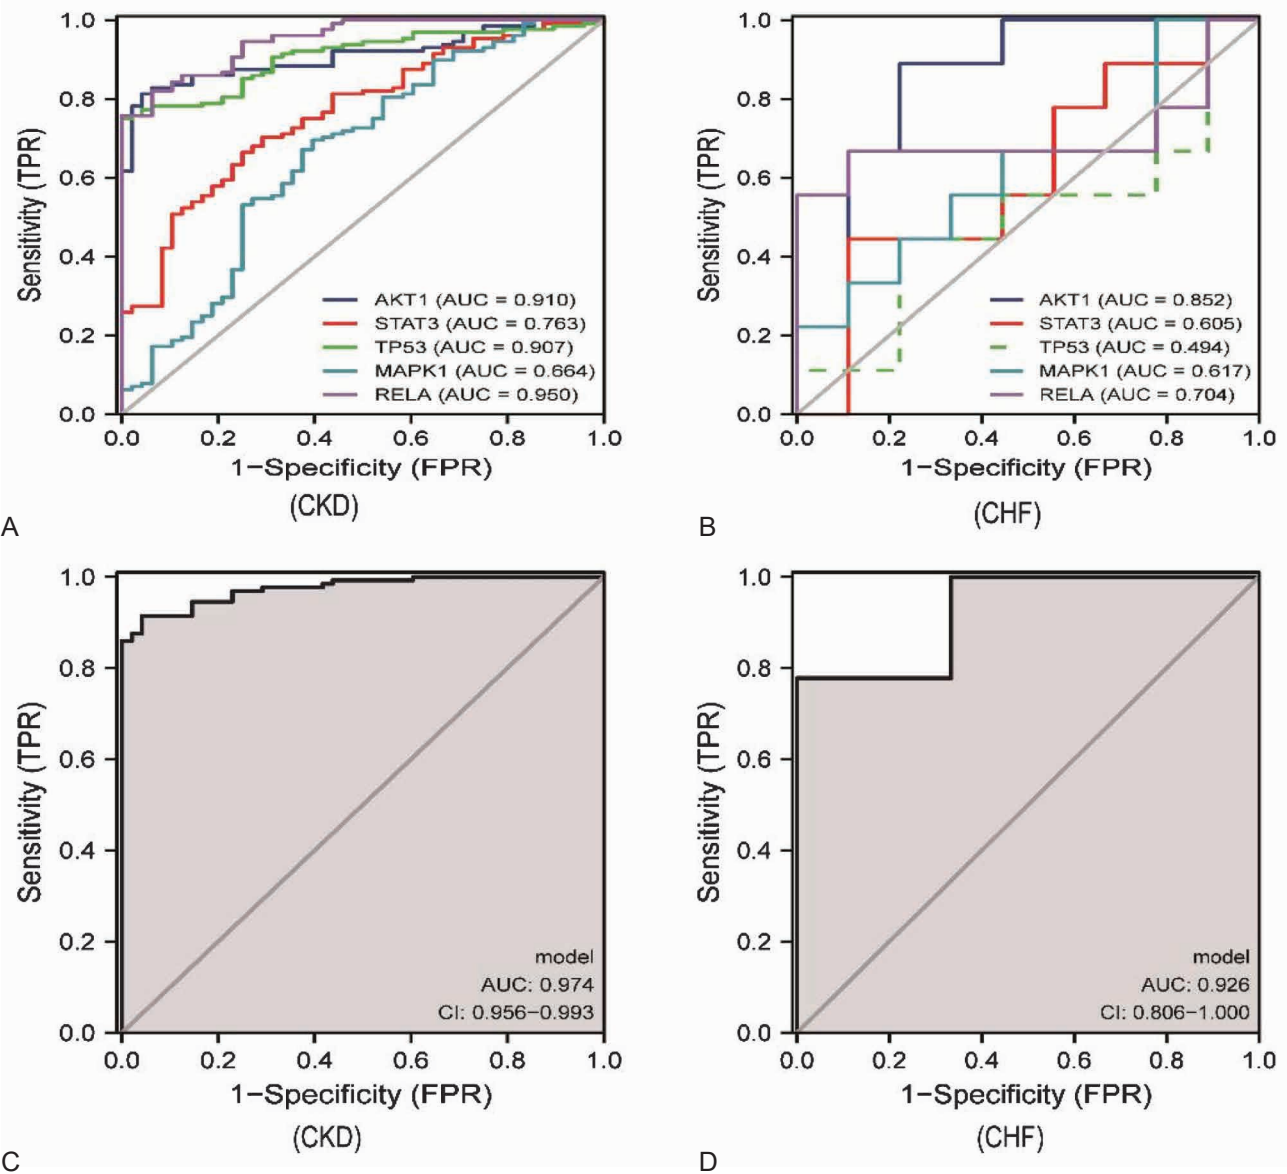 1.0
0.8
0.6
0.4
0.2
0.0
Sensitivity (TPR)
AKT1 (AUC = 0.910)
STAT3 (AUC = 0.763)
TP53 (AUC = 0.907)
MAPK1 (AUC = 0.664)
RELA (AUC = 0.950)
0.0 0.2 0.4 0.6 0.8 1.0
1−Specificity (FPR)
(CKD)
A
1.0
0.8
0.6
0.4
0.2
0.0
Sensitivity (TPR)
AKT1 (AUC = 0.852)
STAT3 (AUC = 0.605)
TP53 (AUC = 0.494)
MAPK1 (AUC = 0.617)
RELA (AUC = 0.704)
0.0 0.2 0.4 0.6 0.8 1.0
1−Specificity (FPR)
(CHF)
B
1.0
0.8
0.6
0.4
0.2
0.0
Sensitivity (TPR)
model
AUC: 0.974
CI: 0.956−0.993
0.0 0.2 0.4 0.6 0.8 1.0
1−Specificity (FPR)
(CKD)
C
1.0
0.8
0.6
0.4
0.2
0.0
Sensitivity (TPR)
model
AUC: 0.926
CI: 0.806−1.000
0.0 0.2 0.4 0.6 0.8 1.0
1−Specificity (FPR)
(CHF)
D